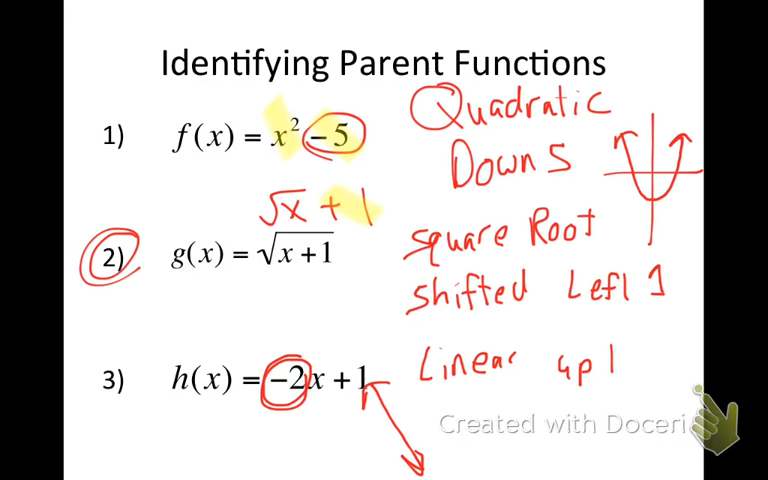 Identifying Parent Functions
1) f(x) = x² − 5
Quadratic
Down 5
√x + 1
2) g(x) = √(x + 1)
Square Root
Shifted Left 1
3) h(x) = −2x + 1
Linear up 1
Created with Doceri